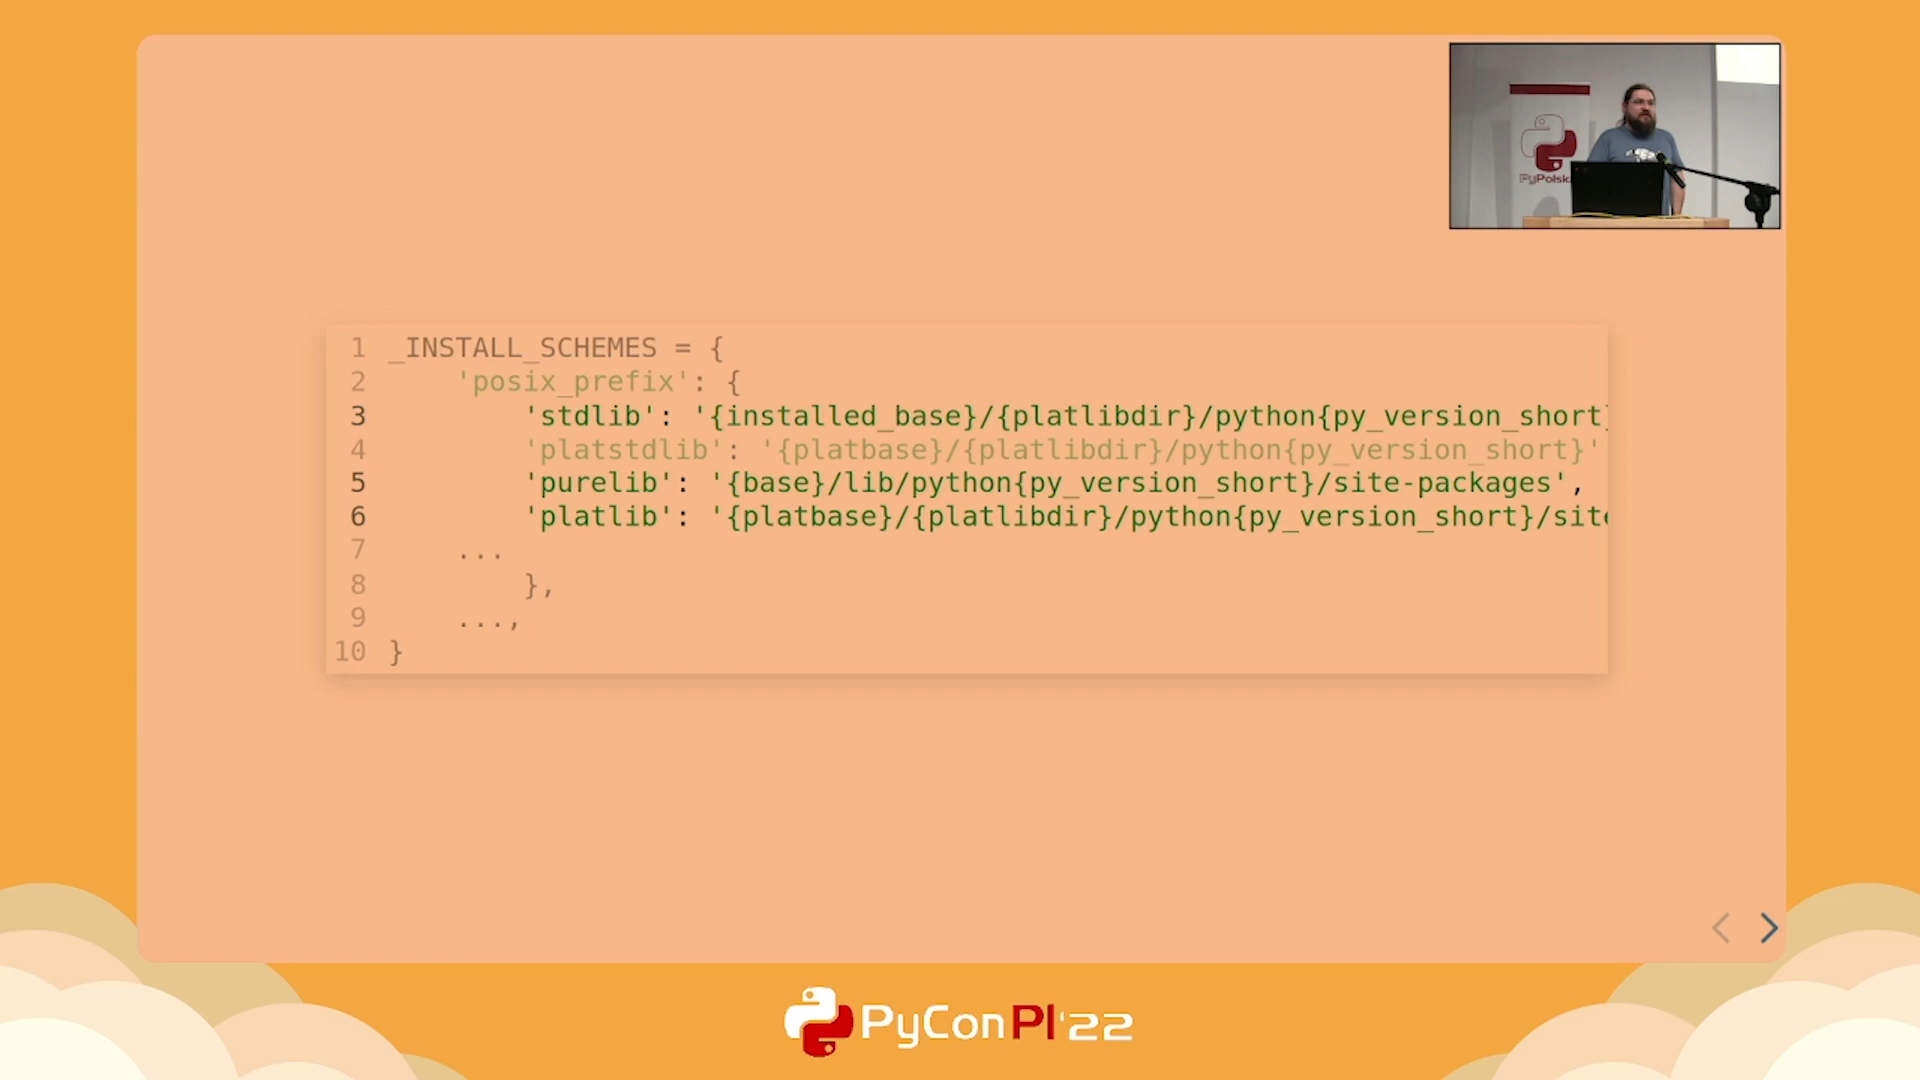 PyPolska
1 _INSTALL_SCHEMES = {
2     'posix_prefix': {
3         'stdlib': '{installed_base}/{platlibdir}/python{py_version_short}
4         'platstdlib': '{platbase}/{platlibdir}/python{py_version_short}'
5         'purelib': '{base}/lib/python{py_version_short}/site-packages',
6         'platlib': '{platbase}/{platlibdir}/python{py_version_short}/site
7     ...
8         },
9     ...,
10 }
PyConPl'22